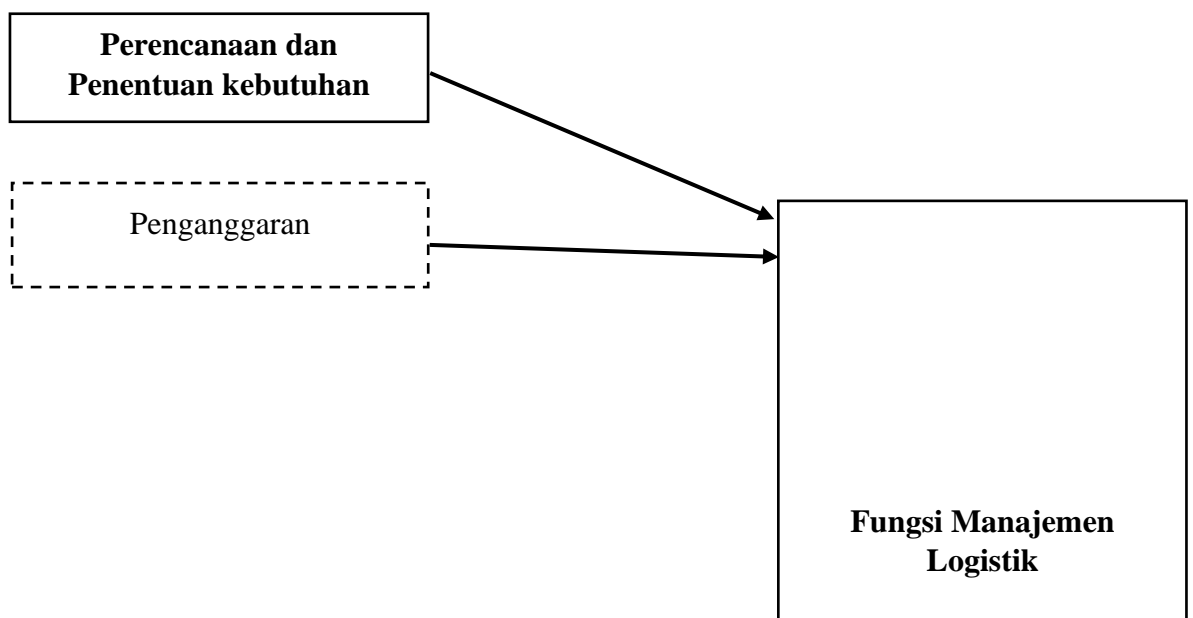 Perencanaan dan
Penentuan kebutuhan
Penganggaran
Fungsi Manajemen
Logistik